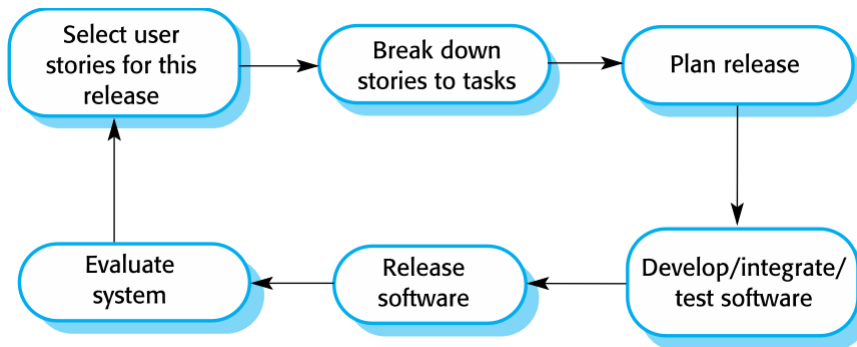 Select user
stories for this
release
Break down
stories to tasks
Plan release
Evaluate
system
Release
software
Develop/integrate/
test software